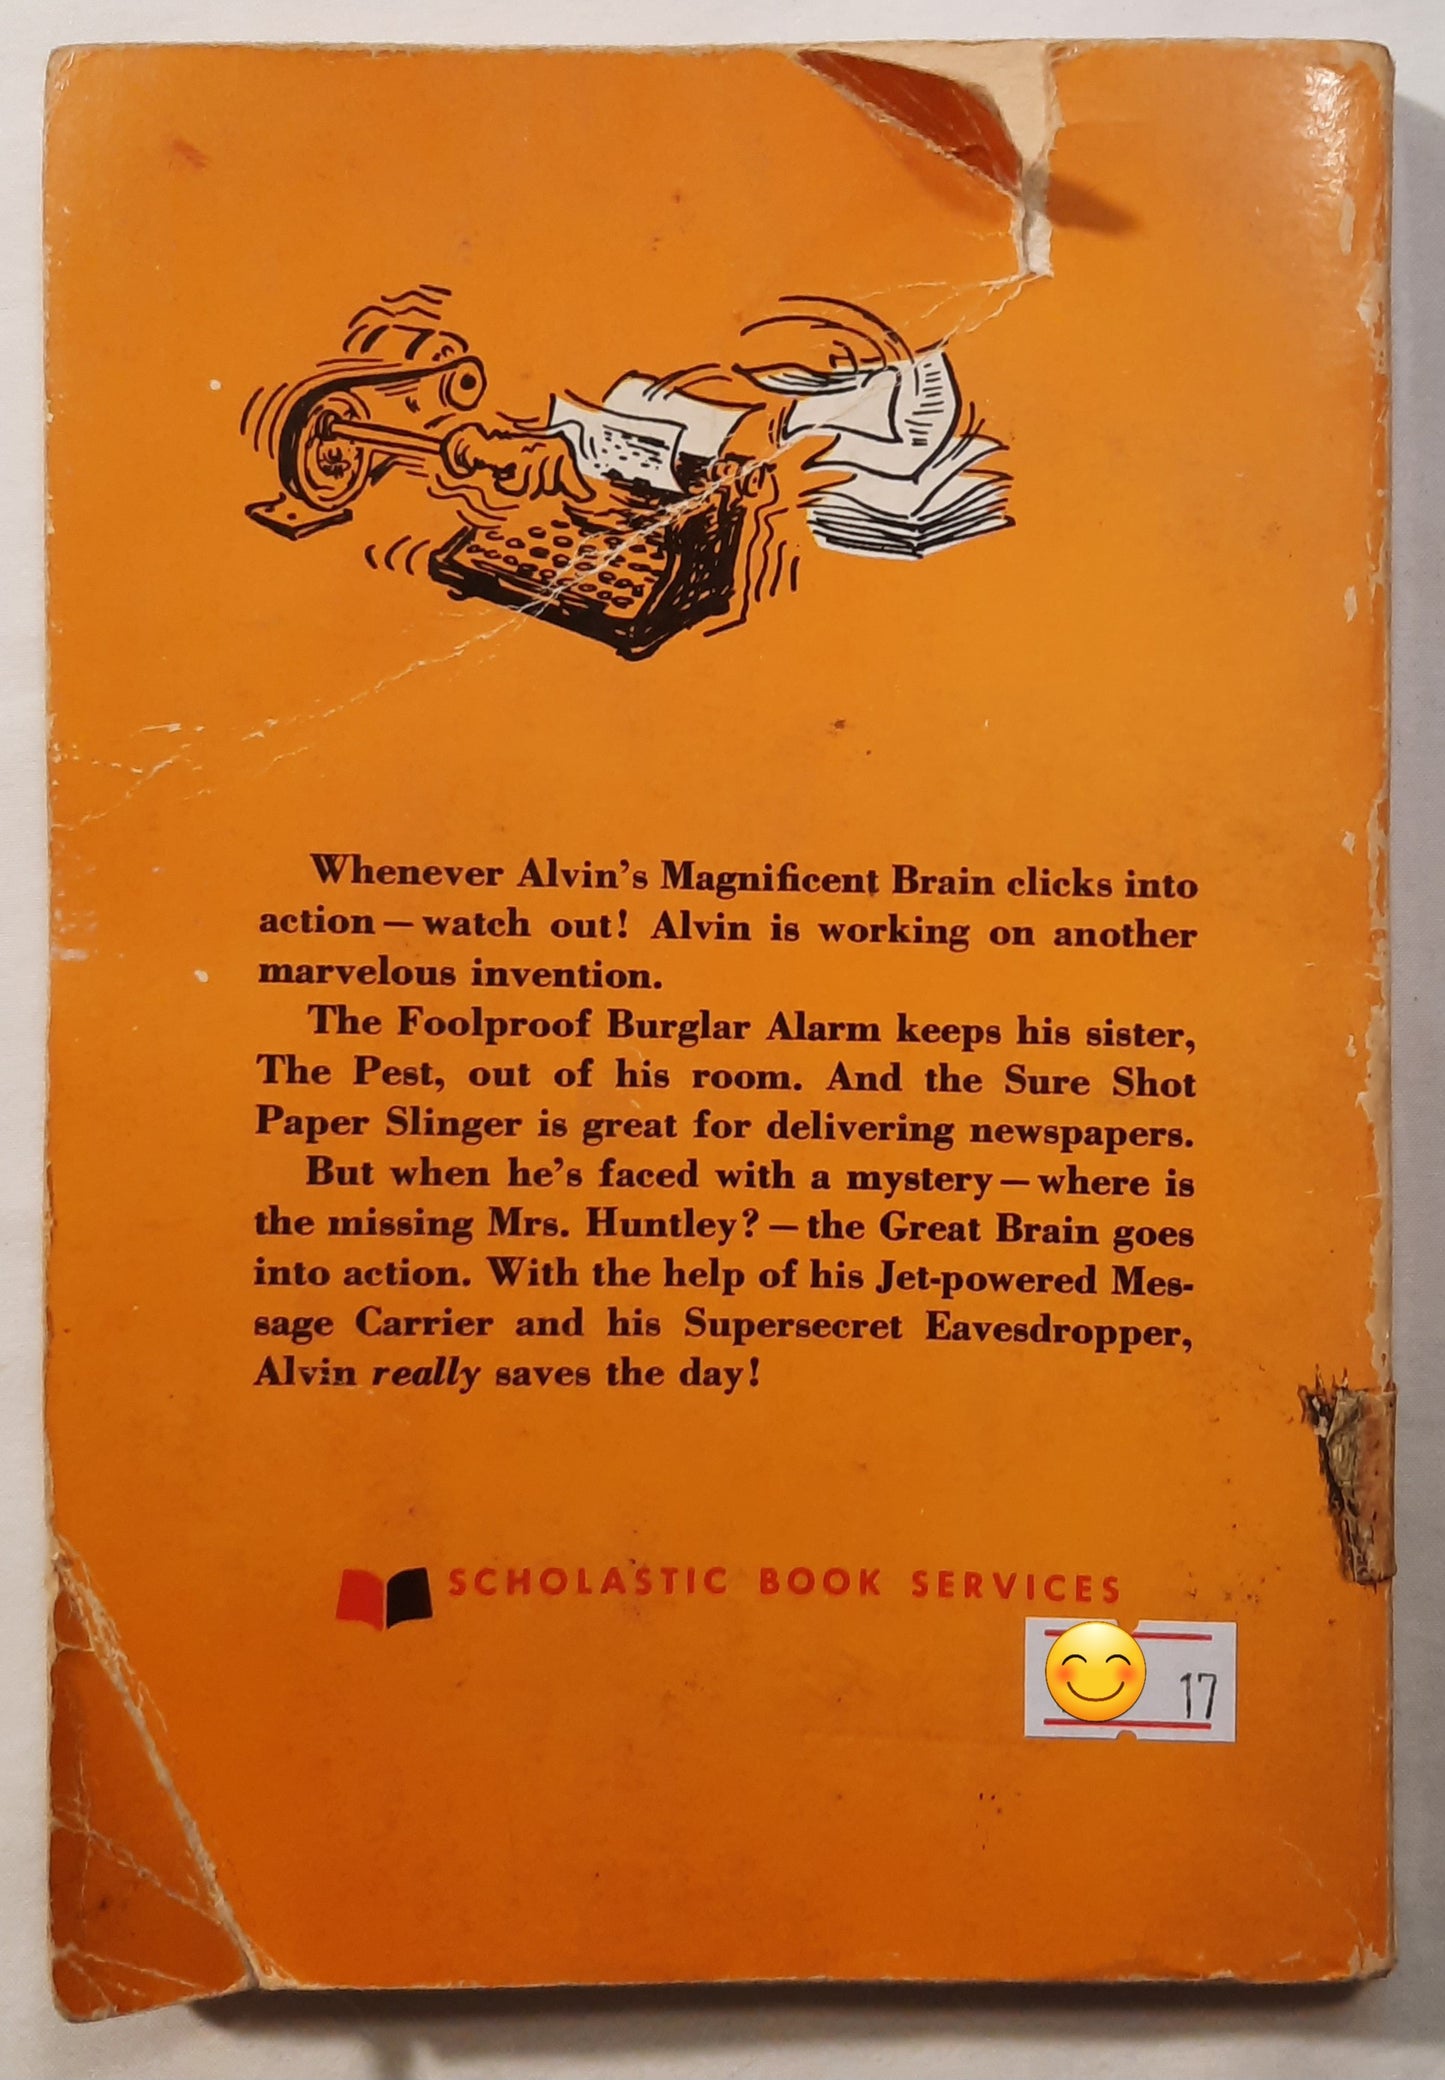 Whenever Alvin's Magnificent Brain clicks into
action — watch out! Alvin is working on another
marvelous invention.
The Foolproof Burglar Alarm keeps his sister,
The Pest, out of his room. And the Sure Shot
Paper Slinger is great for delivering newspapers.
But when he's faced with a mystery — where is
the missing Mrs. Huntley? — the Great Brain goes
into action. With the help of his Jet-powered Mes-
sage Carrier and his Supersecret Eavesdropper,
Alvin really saves the day!
SCHOLASTIC BOOK SERVICES
17